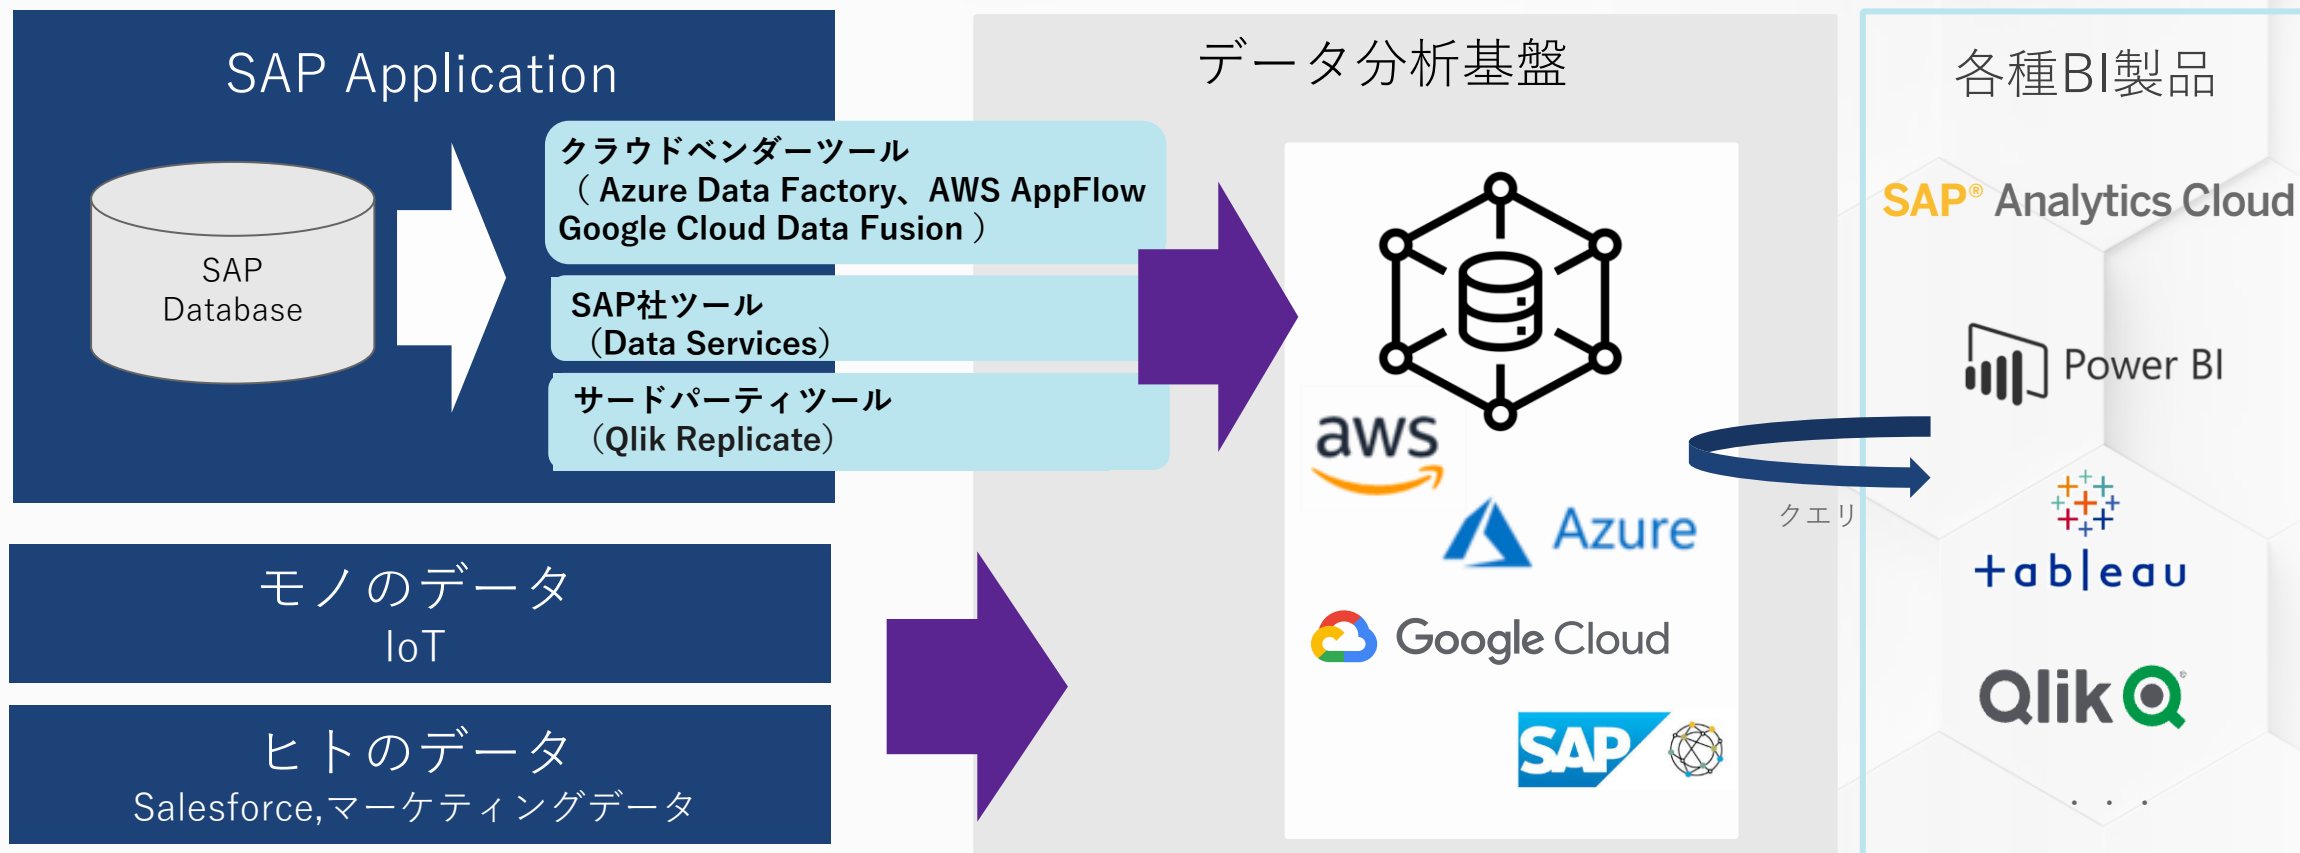 SAP Application
SAP
Database
クラウドベンダーツール
（ Azure Data Factory、AWS AppFlow
Google Cloud Data Fusion ）
SAP社ツール
（Data Services）
サードパーティツール
（Qlik Replicate）
モノのデータ
IoT
ヒトのデータ
Salesforce,マーケティングデータ
データ分析基盤
aws
Azure
Google Cloud
SAP
クエリ
各種BI製品
SAP® Analytics Cloud
Power BI
+ableau
Qlik
・・・